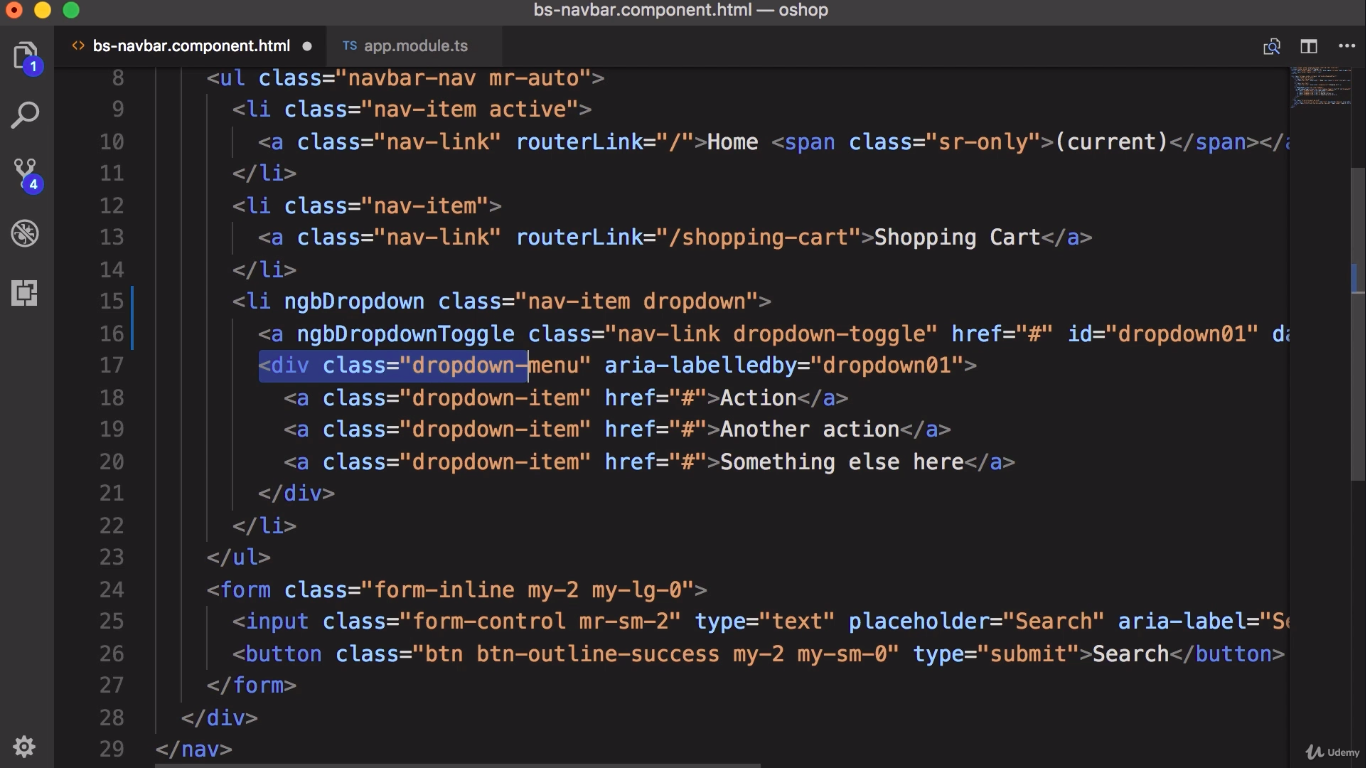 bs-navbar.component.html — oshop
<> bs-navbar.component.html ● TS app.module.ts
1
4
8 <ul class="navbar-nav mr-auto">
9 <li class="nav-item active">
10 <a class="nav-link" routerLink="/">Home <span class="sr-only">(current)</span></a
11 </li>
12 <li class="nav-item">
13 <a class="nav-link" routerLink="/shopping-cart">Shopping Cart</a>
14 </li>
15 <li ngbDropdown class="nav-item dropdown">
16 <a ngbDropdownToggle class="nav-link dropdown-toggle" href="#" id="dropdown01" da
17 <div class="dropdown-menu" aria-labelledby="dropdown01">
18 <a class="dropdown-item" href="#">Action</a>
19 <a class="dropdown-item" href="#">Another action</a>
20 <a class="dropdown-item" href="#">Something else here</a>
21 </div>
22 </li>
23 </ul>
24 <form class="form-inline my-2 my-lg-0">
25 <input class="form-control mr-sm-2" type="text" placeholder="Search" aria-label="Se
26 <button class="btn btn-outline-success my-2 my-sm-0" type="submit">Search</button>
27 </form>
28 </div>
29 </nav>
Udemy